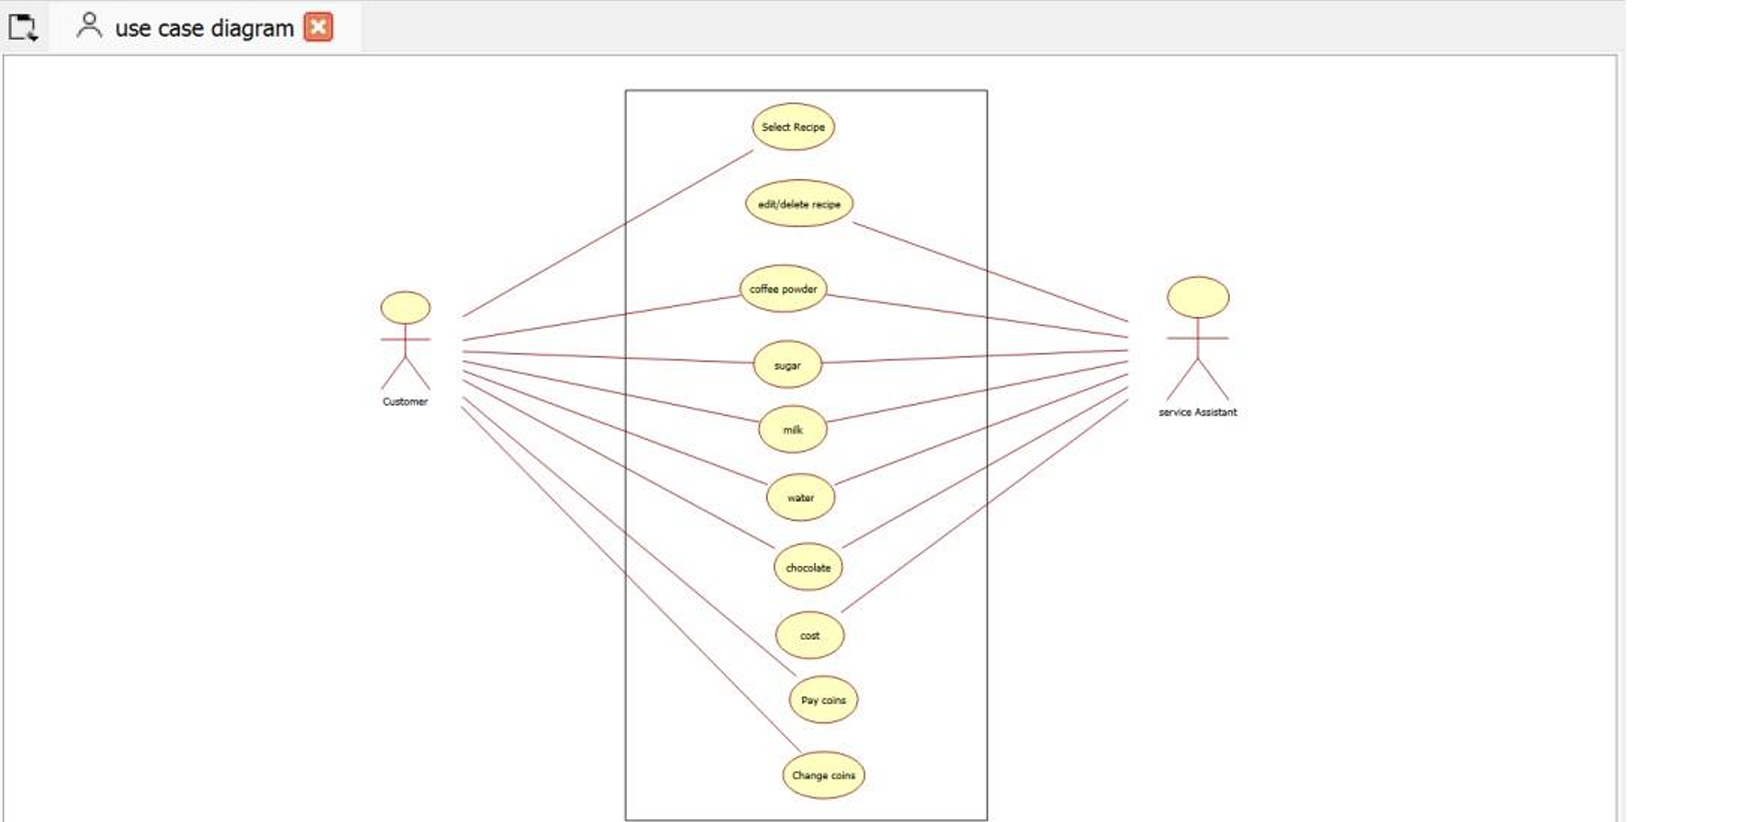 use case diagram
Select Recipe
edit/delete recipe
coffee powder
sugar
milk
Customer
service Assistant
water
chocolate
cost
Pay coins
Change coins